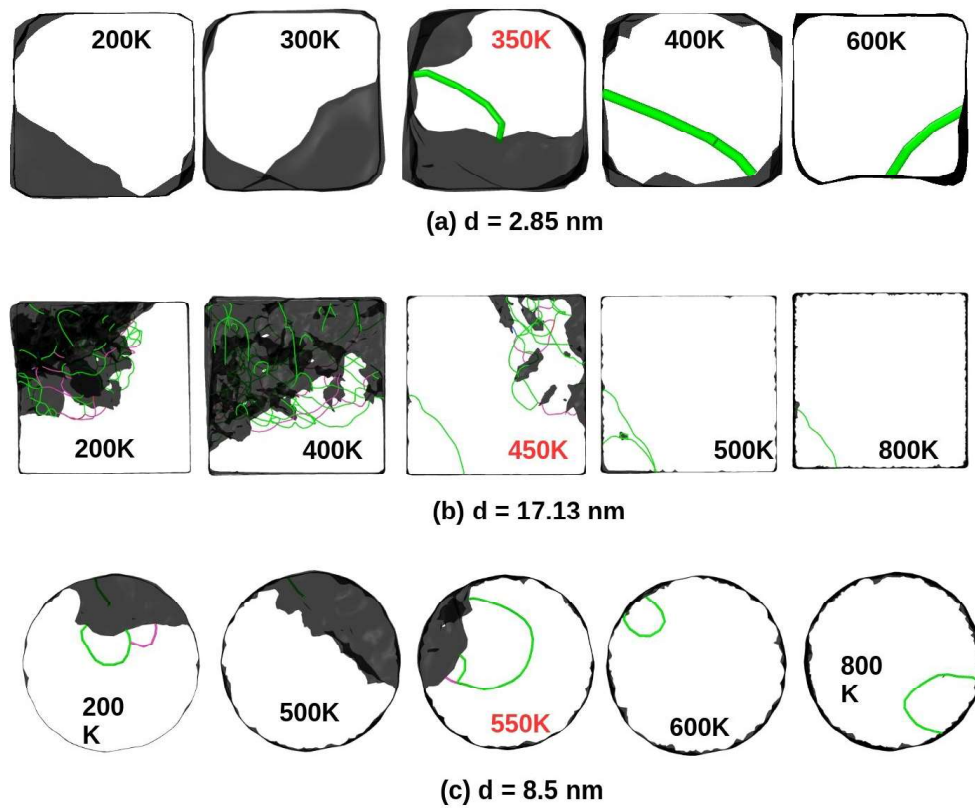 200K 300K 350K 400K 600K
(a) d = 2.85 nm
200K 400K 450K 500K 800K
(b) d = 17.13 nm
200
K
500K 550K 600K
800
K
(c) d = 8.5 nm